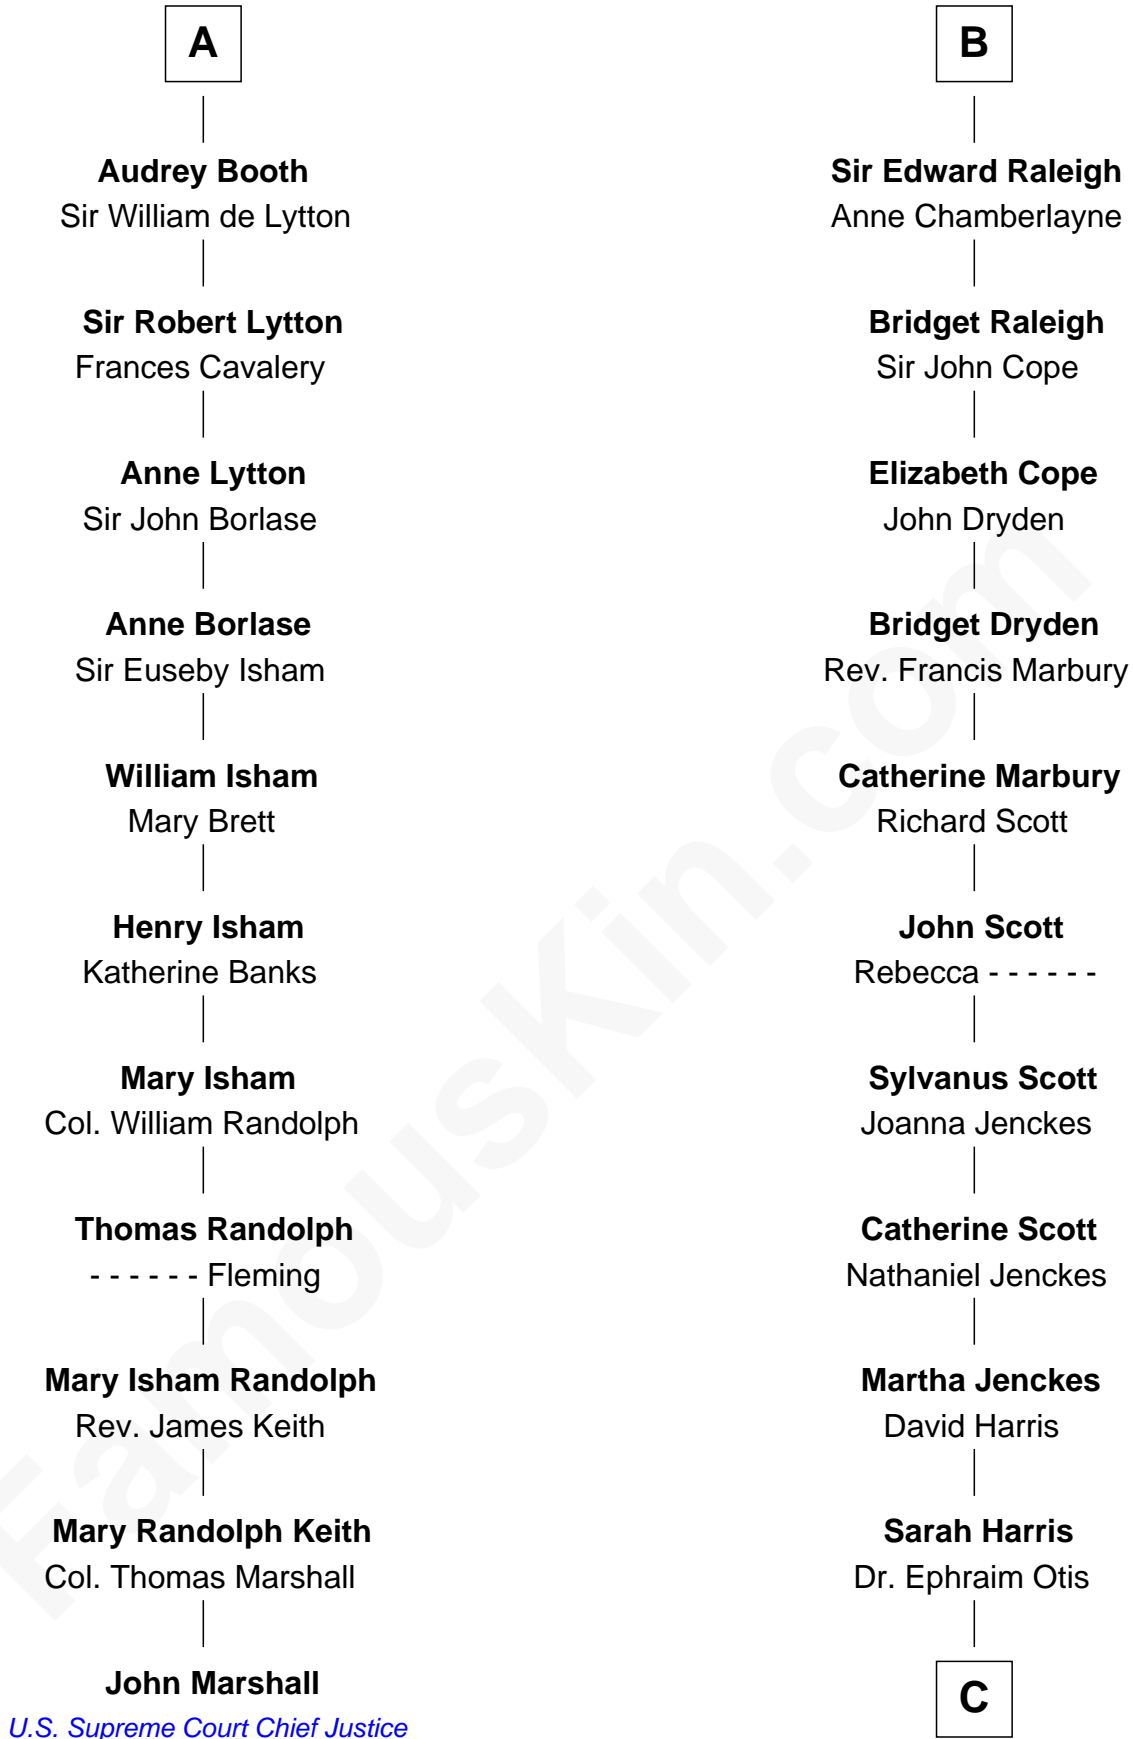 A
Audrey Booth
Sir William de Lytton
Sir Robert Lytton
Frances Cavalery
Anne Lytton
Sir John Borlase
Anne Borlase
Sir Euseby Isham
William Isham
Mary Brett
Henry Isham
Katherine Banks
Mary Isham
Col. William Randolph
Thomas Randolph
- - - - - - Fleming
Mary Isham Randolph
Rev. James Keith
Mary Randolph Keith
Col. Thomas Marshall
John Marshall
U.S. Supreme Court Chief Justice
B
Sir Edward Raleigh
Anne Chamberlayne
Bridget Raleigh
Sir John Cope
Elizabeth Cope
John Dryden
Bridget Dryden
Rev. Francis Marbury
Catherine Marbury
Richard Scott
John Scott
Rebecca - - - - - -
Sylvanus Scott
Joanna Jenckes
Catherine Scott
Nathaniel Jenckes
Martha Jenckes
David Harris
Sarah Harris
Dr. Ephraim Otis
C
FamousKin.com